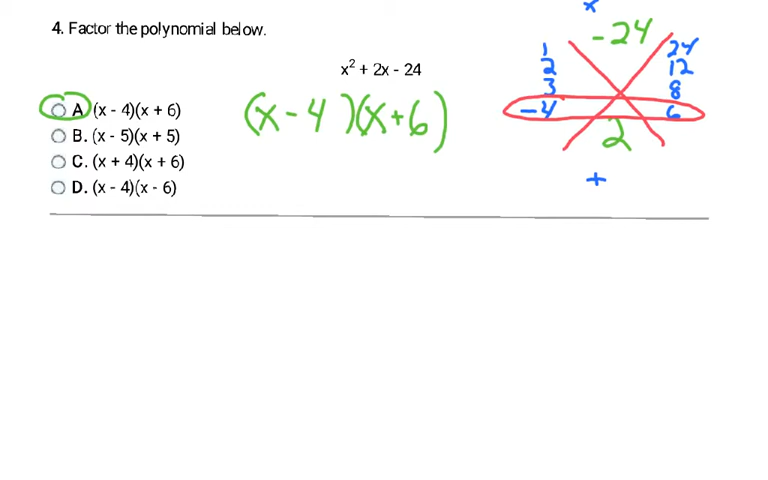 4. Factor the polynomial below.
x² + 2x - 24
A. (x - 4)(x + 6)
B. (x - 5)(x + 5)
C. (x + 4)(x + 6)
D. (x - 4)(x - 6)
(x - 4)(x + 6)
x
-24
1 24
2 12
3 8
-4 6
2
+